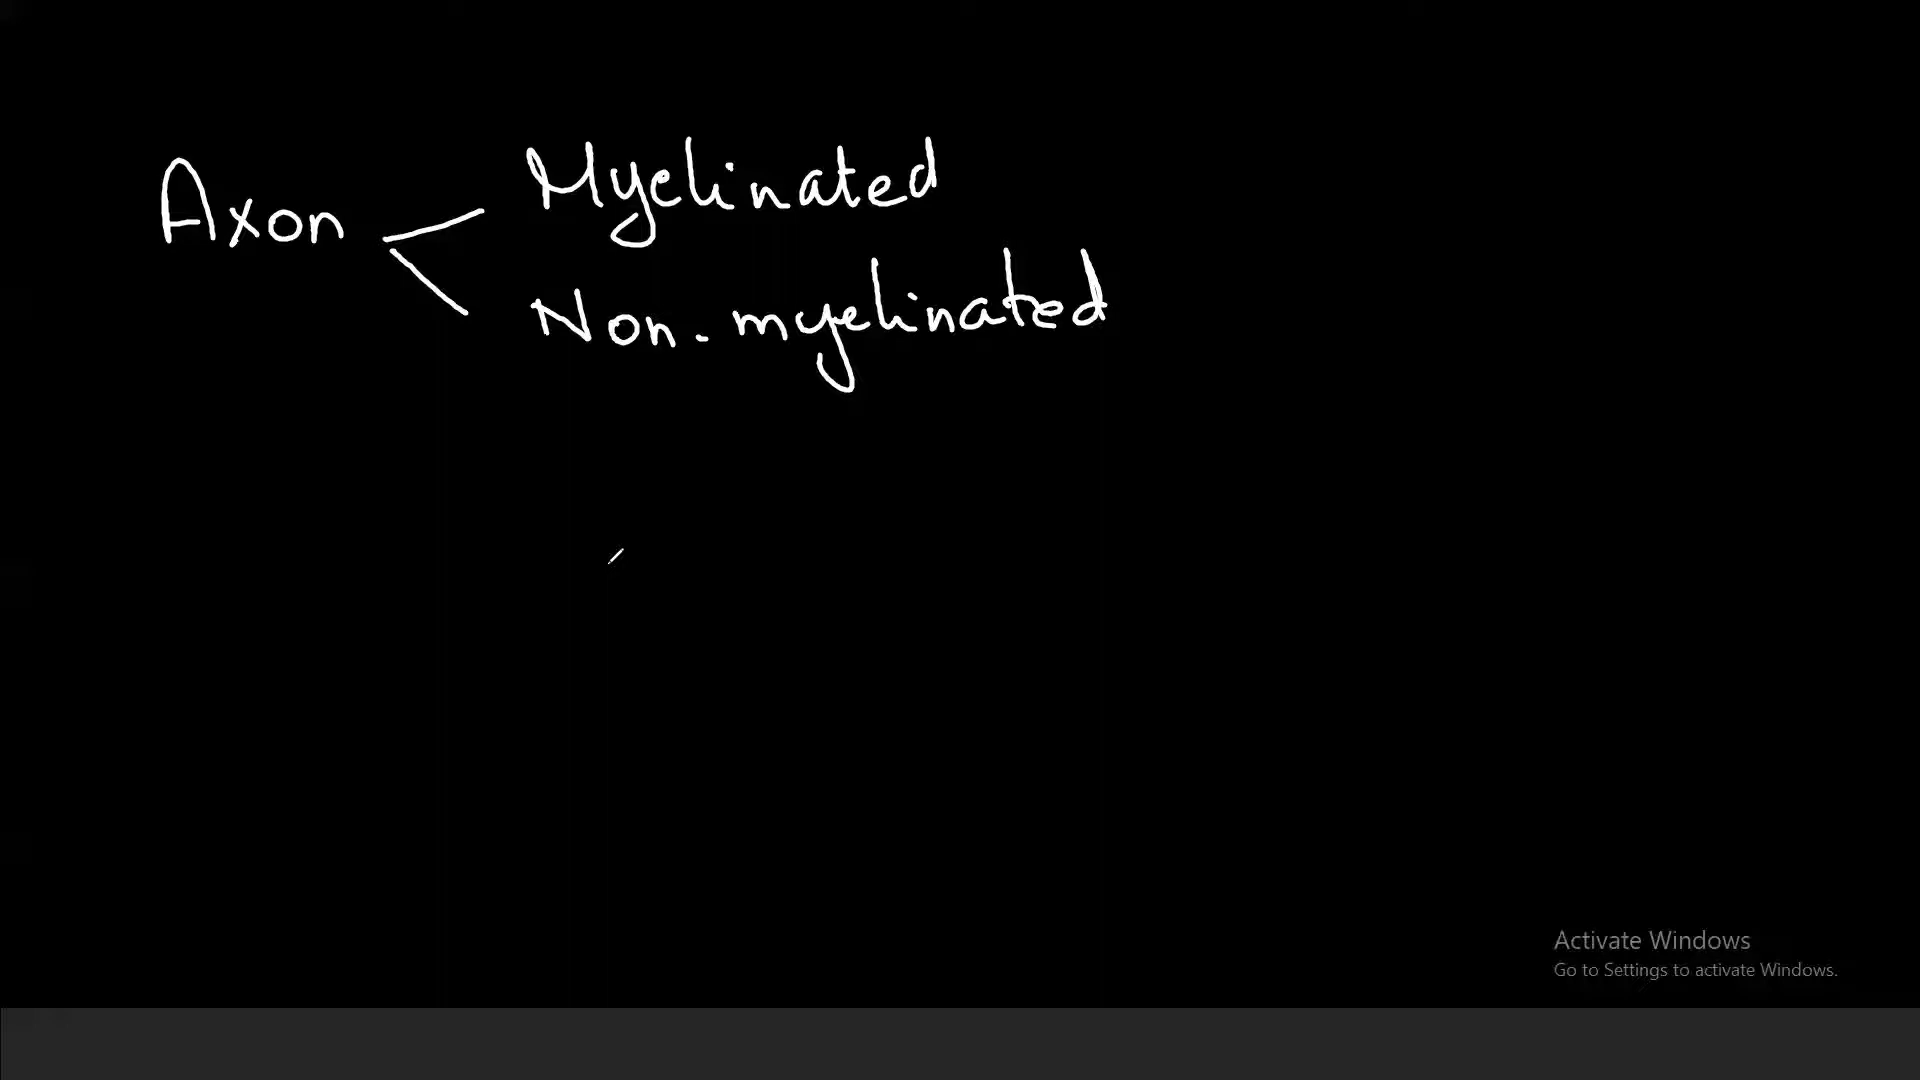 Axon
Myelinated
Non-myelinated
Activate Windows
Go to Settings to activate Windows.